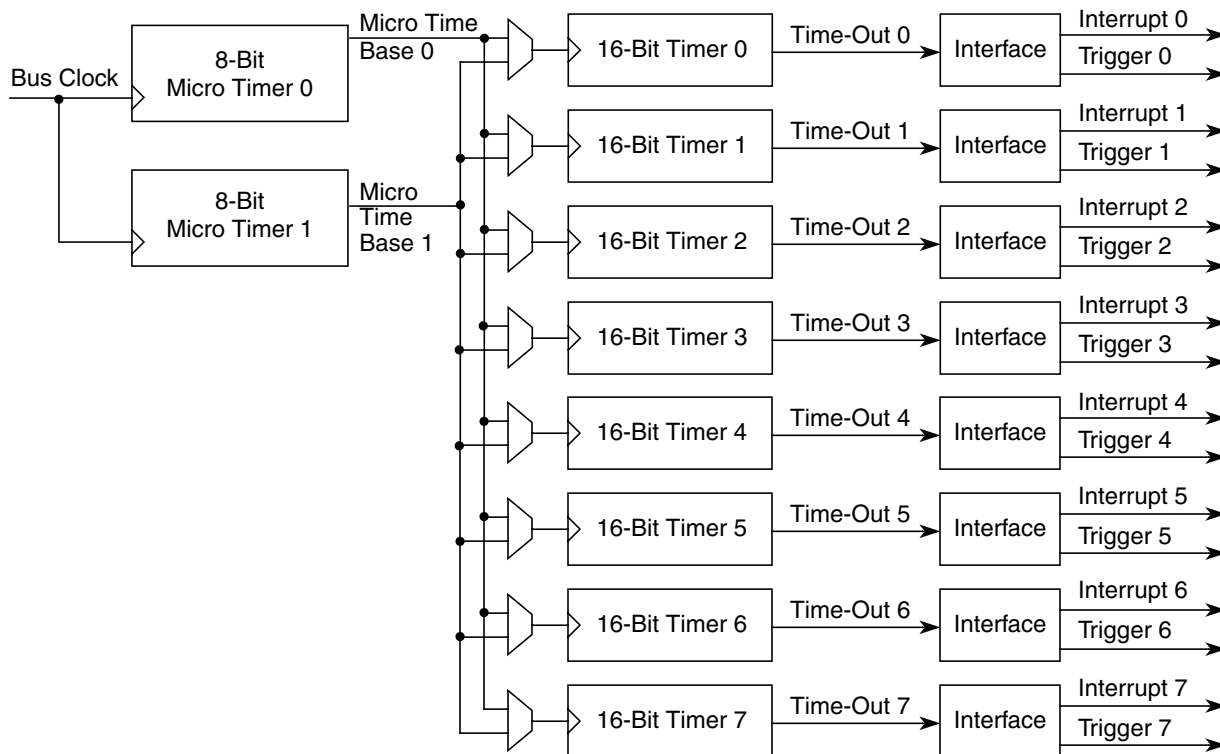 Bus Clock
8-Bit
Micro Timer 0
Micro Time
Base 0
8-Bit
Micro Timer 1
Micro
Time
Base 1
16-Bit Timer 0
Time-Out 0
Interface
Interrupt 0
Trigger 0
16-Bit Timer 1
Time-Out 1
Interface
Interrupt 1
Trigger 1
16-Bit Timer 2
Time-Out 2
Interface
Interrupt 2
Trigger 2
16-Bit Timer 3
Time-Out 3
Interface
Interrupt 3
Trigger 3
16-Bit Timer 4
Time-Out 4
Interface
Interrupt 4
Trigger 4
16-Bit Timer 5
Time-Out 5
Interface
Interrupt 5
Trigger 5
16-Bit Timer 6
Time-Out 6
Interface
Interrupt 6
Trigger 6
16-Bit Timer 7
Time-Out 7
Interface
Interrupt 7
Trigger 7